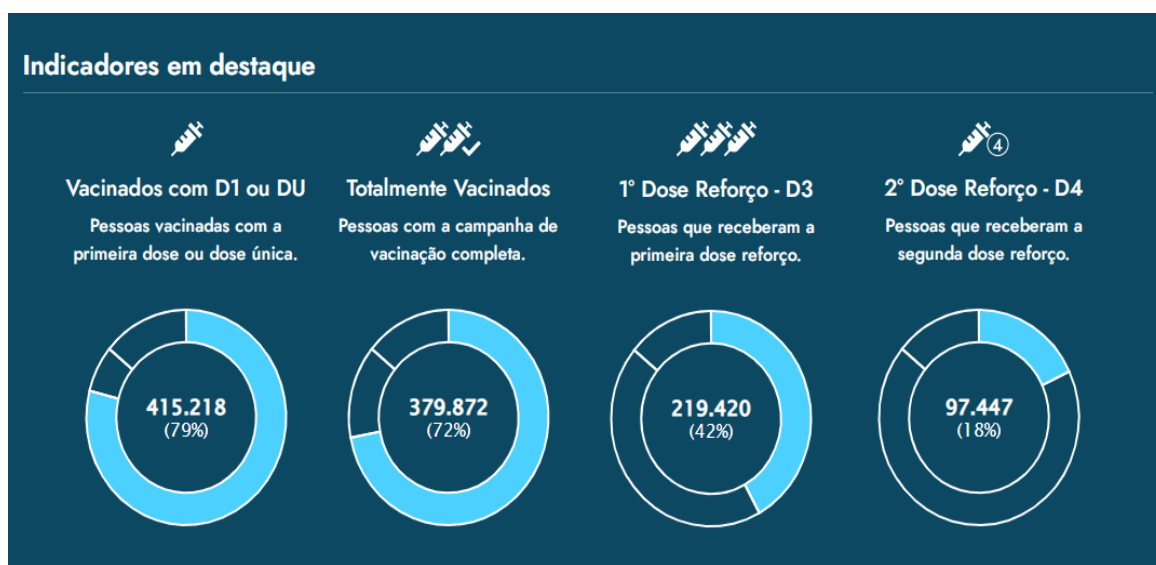 Indicadores em destaque
4
Vacinados com D1 ou DU
Pessoas vacinadas com a
primeira dose ou dose única.
415.218
(79%)
Totalmente Vacinados
Pessoas com a campanha de
vacinação completa.
379.872
(72%)
1° Dose Reforço - D3
Pessoas que receberam a
primeira dose reforço.
219.420
(42%)
2° Dose Reforço - D4
Pessoas que receberam a
segunda dose reforço.
97.447
(18%)